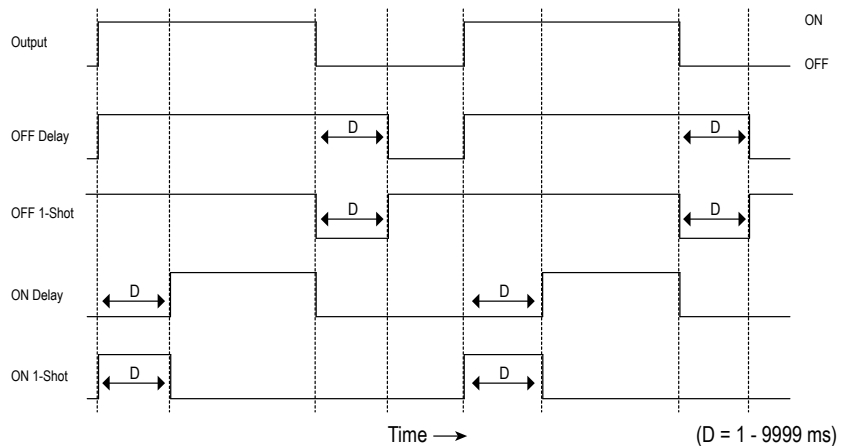 Output
ON
OFF
OFF Delay
D
D
OFF 1-Shot
D
D
ON Delay
D
D
ON 1-Shot
D
D
Time →
(D = 1 - 9999 ms)